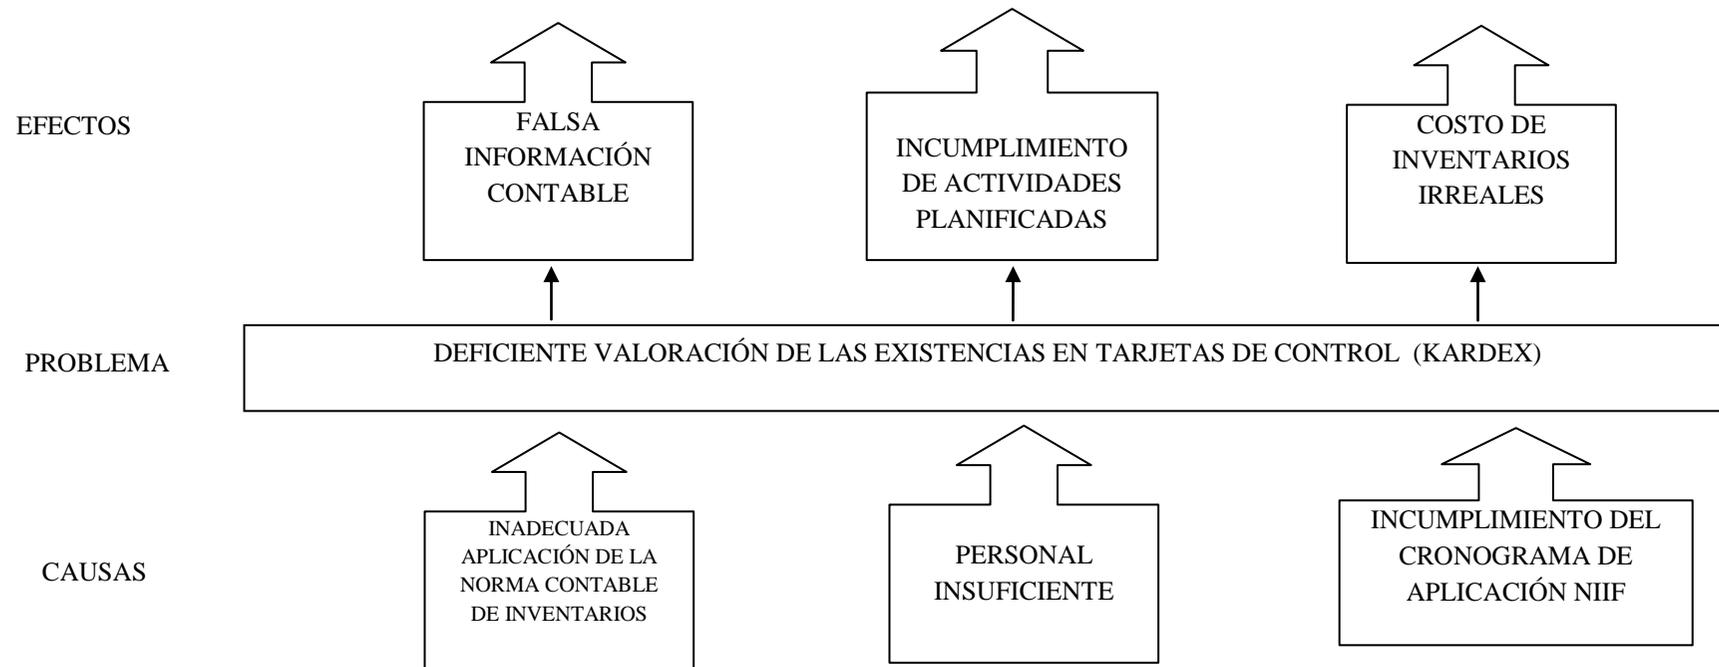 EFECTOS
FALSA
INFORMACIÓN
CONTABLE
INCUMPLIMIENTO
DE ACTIVIDADES
PLANIFICADAS
COSTO DE
INVENTARIOS
IRREALES
PROBLEMA
DEFICIENTE VALORACIÓN DE LAS EXISTENCIAS EN TARJETAS DE CONTROL (KARDEX)
CAUSAS
INADECUADA
APLICACIÓN DE LA
NORMA CONTABLE
DE INVENTARIOS
PERSONAL
INSUFICIENTE
INCUMPLIMIENTO DEL
CRONOGRAMA DE
APLICACIÓN NIIF